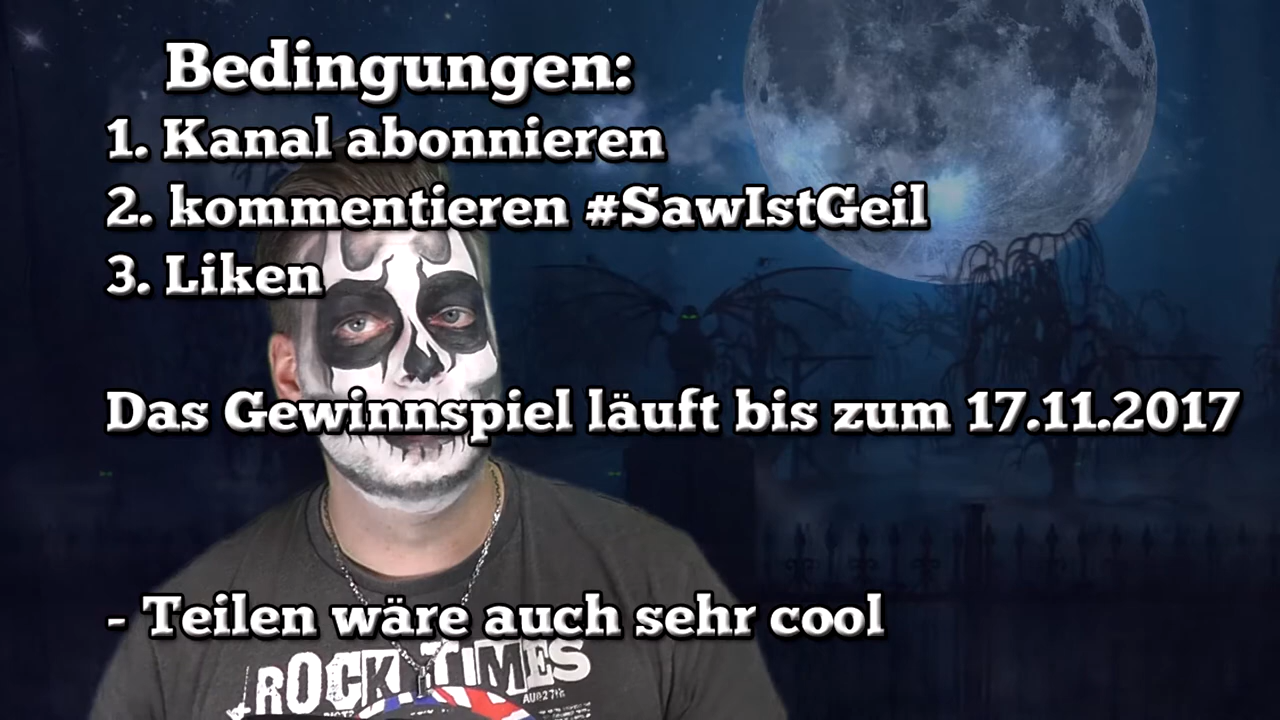 Bedingungen:
1. Kanal abonnieren
2. kommentieren #SawIstGeil
3. Liken
Das Gewinnspiel läuft bis zum 17.11.2017
- Teilen wäre auch sehr cool
ROCK TIMES